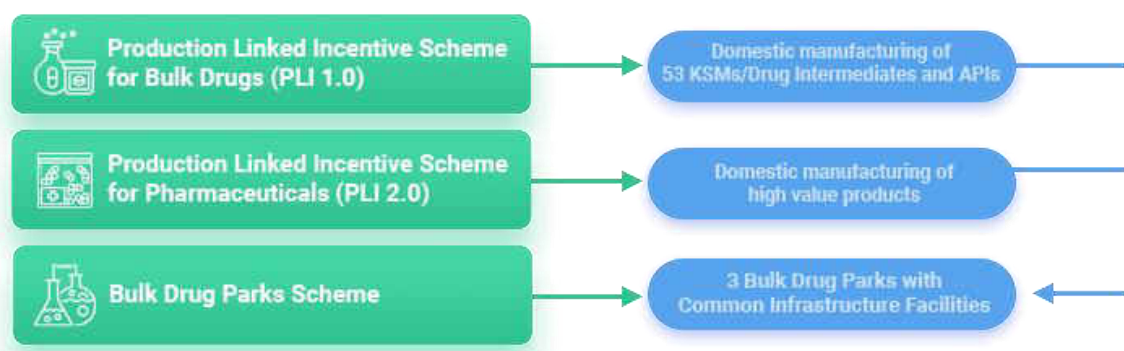 Production Linked Incentive Scheme
for Bulk Drugs (PLI 1.0)
Domestic manufacturing of
53 KSMs/Drug Intermediates and APIs
Production Linked Incentive Scheme
for Pharmaceuticals (PLI 2.0)
Domestic manufacturing of
high value products
Bulk Drug Parks Scheme
3 Bulk Drug Parks with
Common Infrastructure Facilities